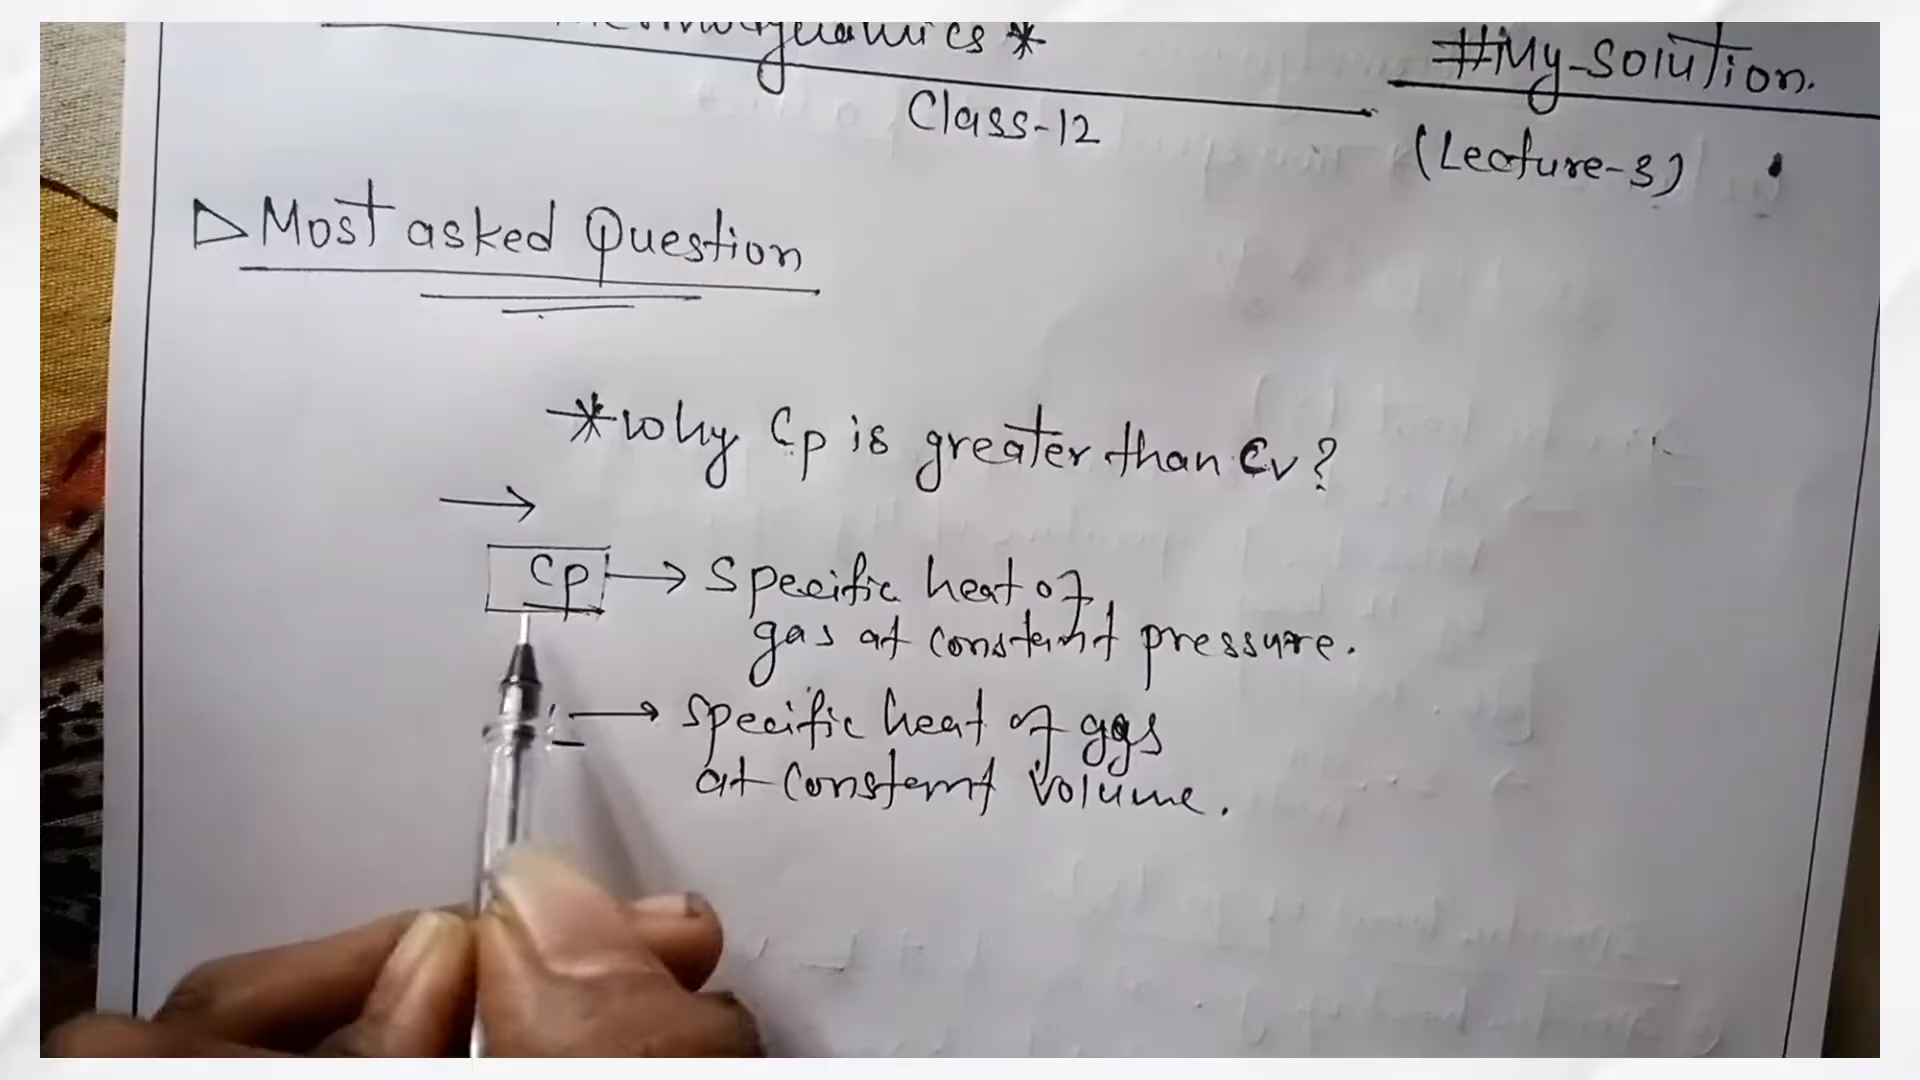 *
#My-Solution.
Class-12
(Lecture-3)
Most asked Question
*Why Cp is greater than Cv?
Cp → Specific heat of
gas at constant pressure.
→ Specific heat of gas
at constant volume.